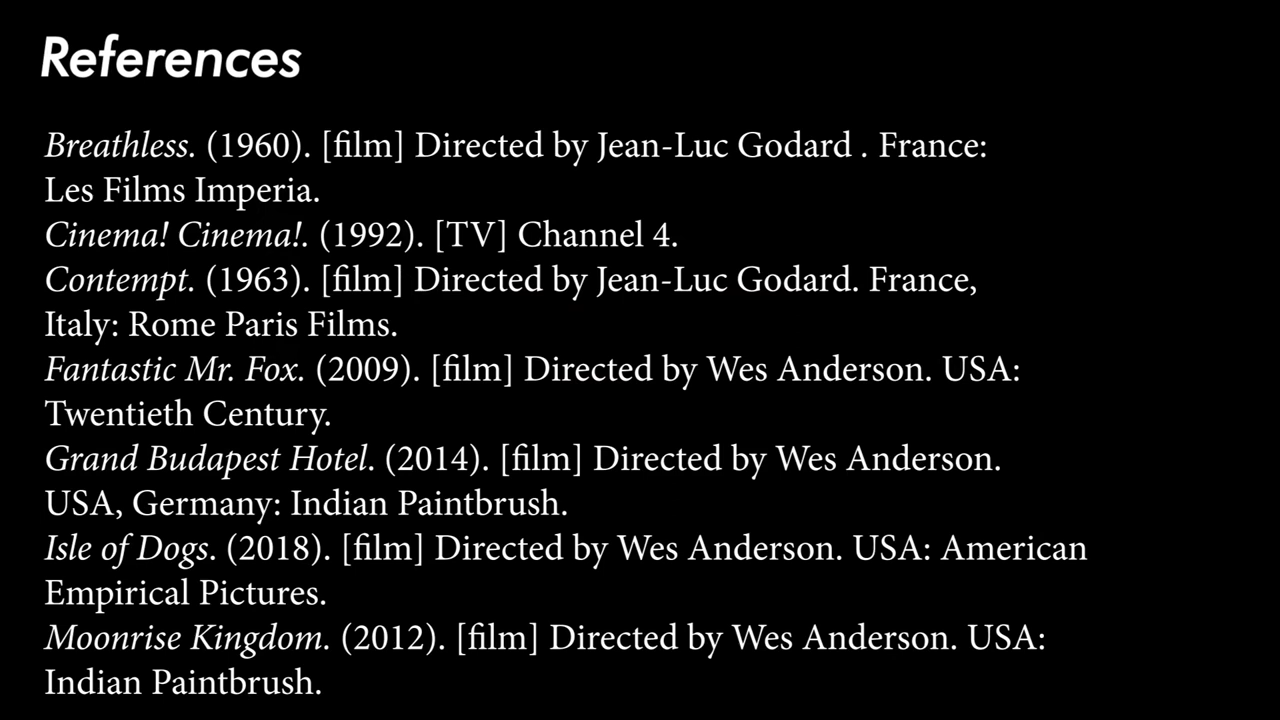 References
Breathless. (1960). [film] Directed by Jean-Luc Godard . France:
Les Films Imperia.
Cinema! Cinema!. (1992). [TV] Channel 4.
Contempt. (1963). [film] Directed by Jean-Luc Godard. France,
Italy: Rome Paris Films.
Fantastic Mr. Fox. (2009). [film] Directed by Wes Anderson. USA:
Twentieth Century.
Grand Budapest Hotel. (2014). [film] Directed by Wes Anderson.
USA, Germany: Indian Paintbrush.
Isle of Dogs. (2018). [film] Directed by Wes Anderson. USA: American
Empirical Pictures.
Moonrise Kingdom. (2012). [film] Directed by Wes Anderson. USA:
Indian Paintbrush.